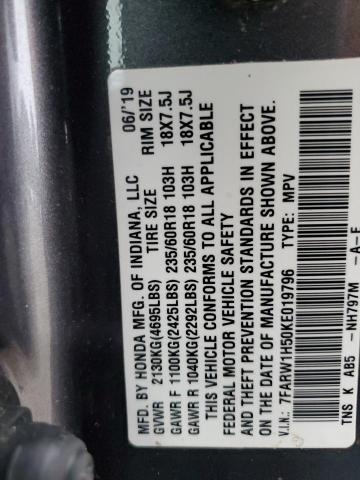 MFD. BY HONDA MFG. OF INDIANA, LLC 06/'19
GVWR 2130KG(4695LBS) TIRE SIZE RIM SIZE
GAWR F 1100KG(2425LBS) 235/60R18 103H 18X7.5J
GAWR R 1040KG(2292LBS) 235/60R18 103H 18X7.5J
THIS VEHICLE CONFORMS TO ALL APPLICABLE
FEDERAL MOTOR VEHICLE SAFETY
AND THEFT PREVENTION STANDARDS IN EFFECT
ON THE DATE OF MANUFACTURE SHOWN ABOVE.
V.I.N.: 7FARW1H50KE019796 TYPE: MPV
TNS K AB5 -NH797M -A-F